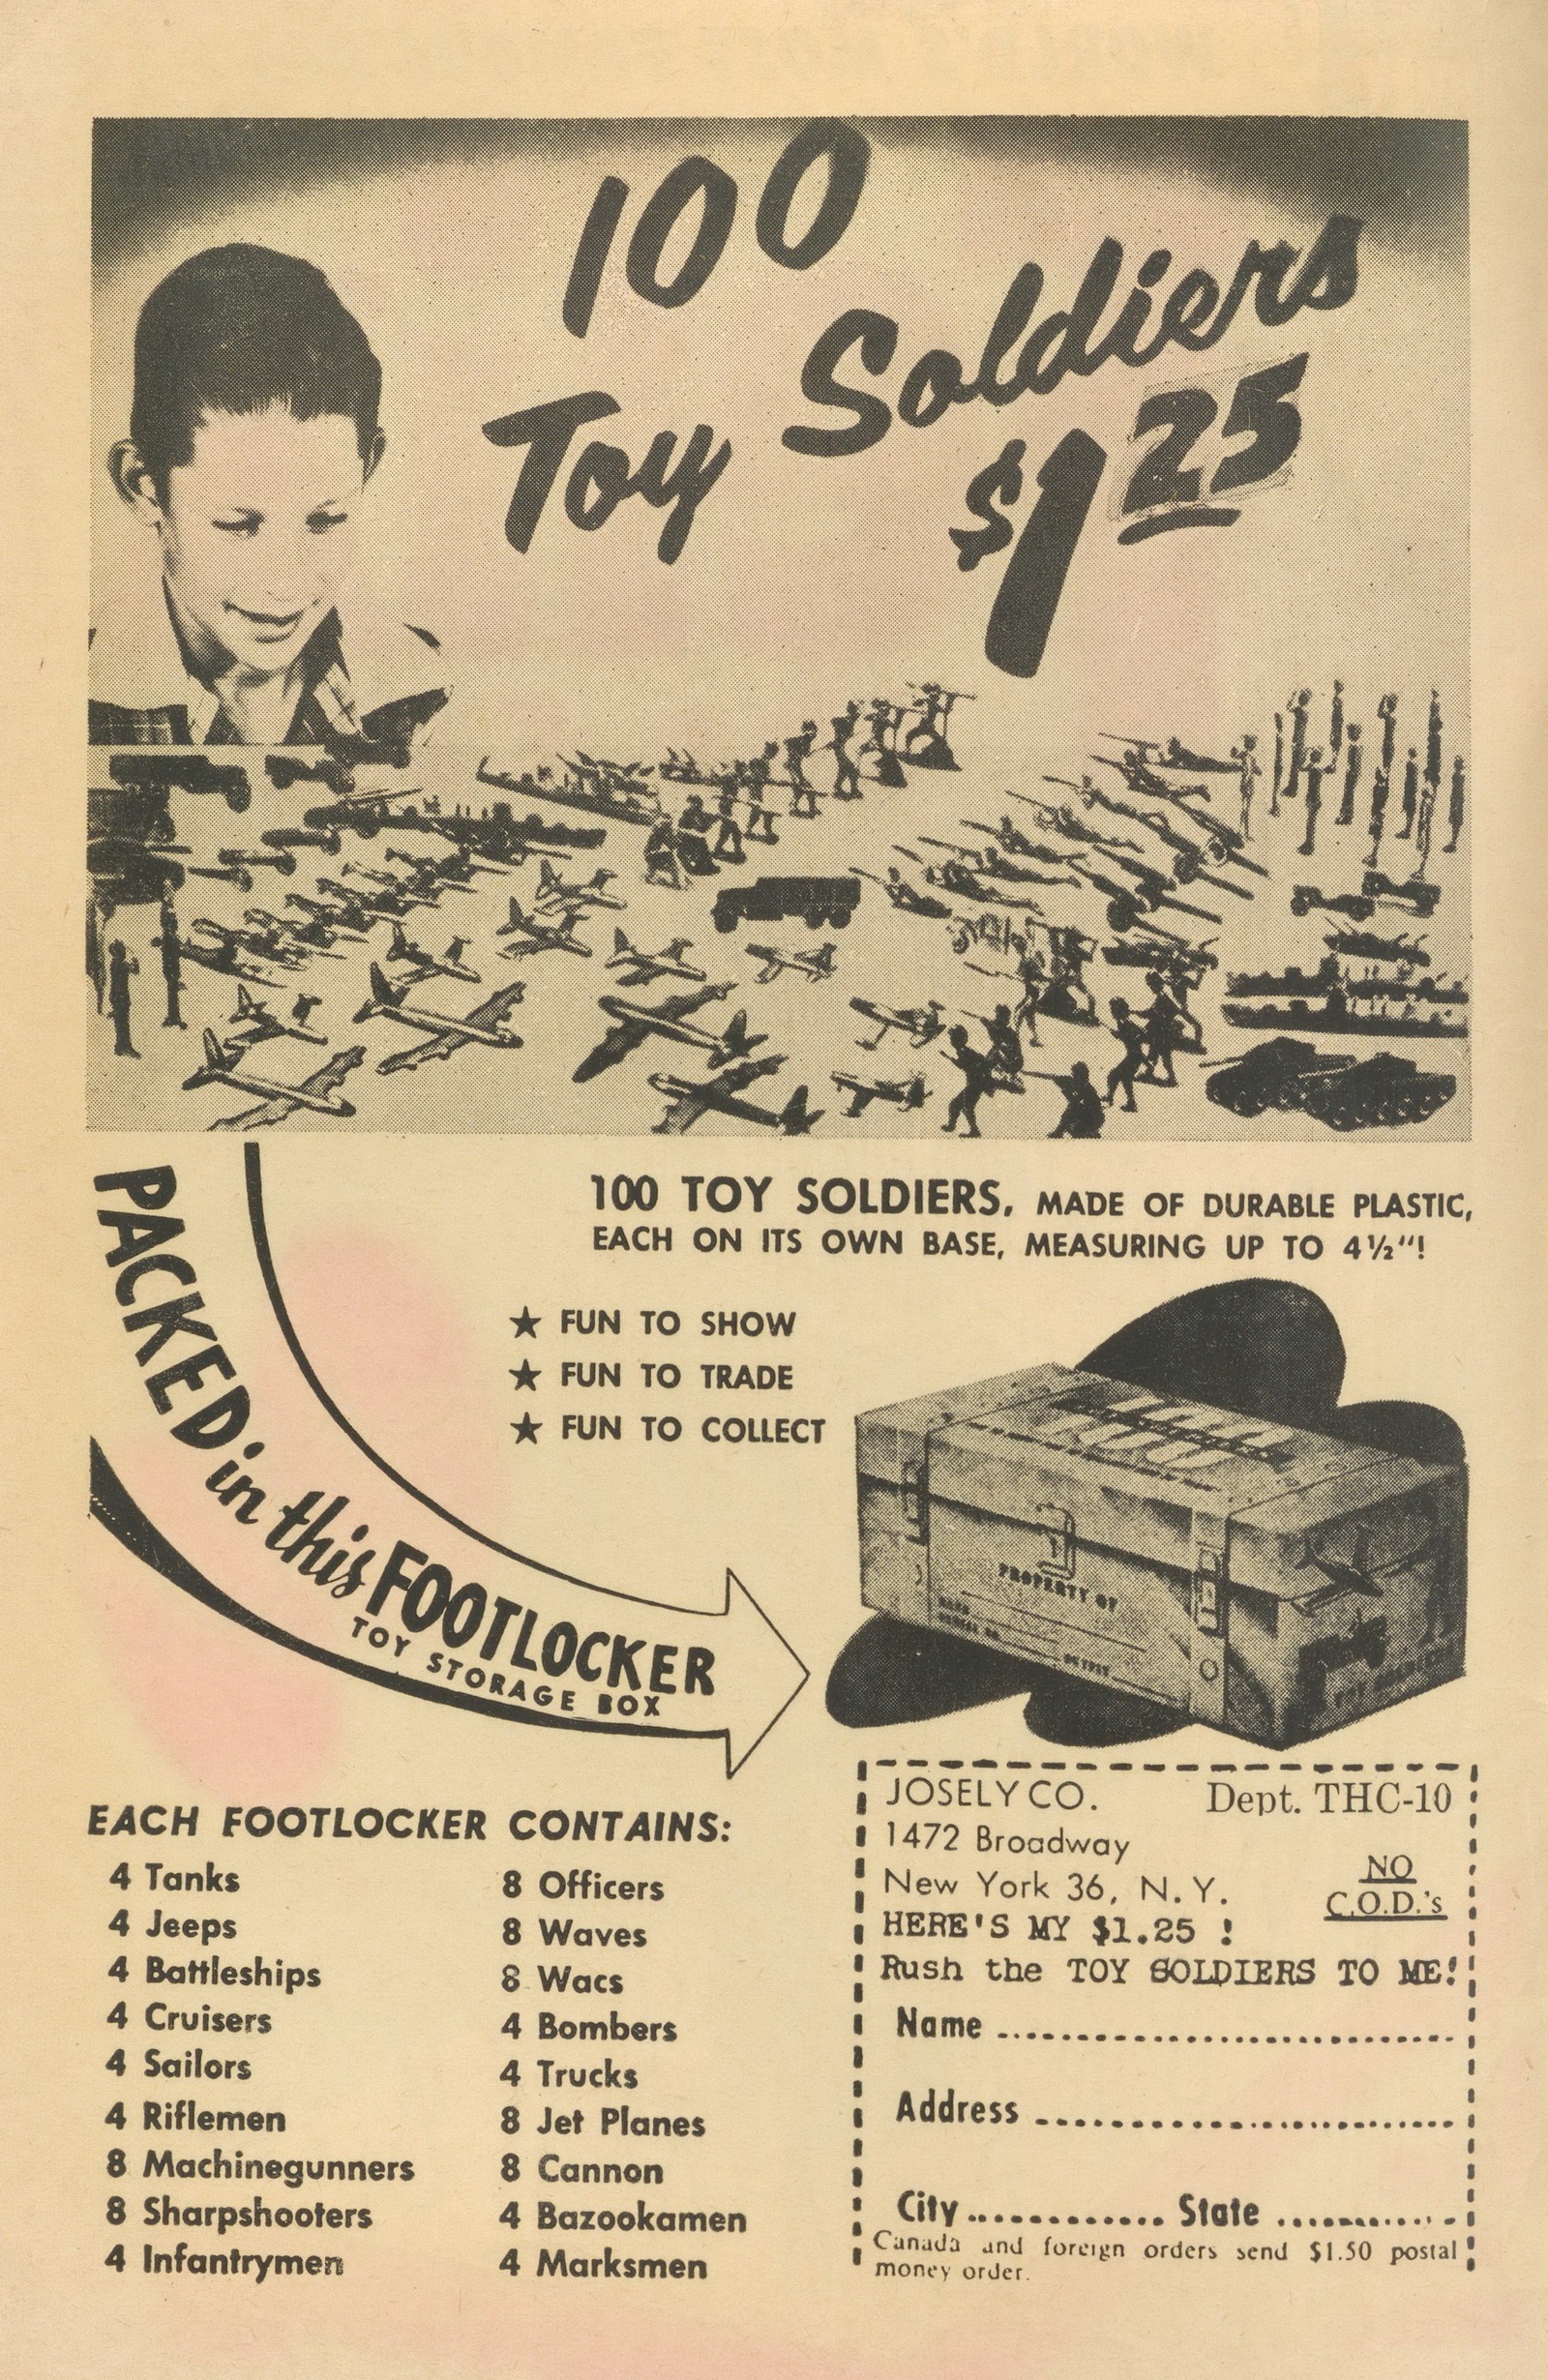 100
Toy Soldiers
$1 25
100 TOY SOLDIERS, MADE OF DURABLE PLASTIC,
EACH ON ITS OWN BASE, MEASURING UP TO 4½"!
★ FUN TO SHOW
★ FUN TO TRADE
★ FUN TO COLLECT
PACKED in this FOOTLOCKER
TOY STORAGE BOX
PROPERTY OF
EACH FOOTLOCKER CONTAINS:
4 Tanks
4 Jeeps
4 Battleships
4 Cruisers
4 Sailors
4 Riflemen
8 Machinegunners
8 Sharpshooters
4 Infantrymen
8 Officers
8 Waves
8 Wacs
4 Bombers
4 Trucks
8 Jet Planes
8 Cannon
4 Bazookamen
4 Marksmen
JOSELY CO. Dept. THC-10
1472 Broadway
New York 36, N.Y.
NO
C.O.D.'s
HERE'S MY $1.25 !
Rush the TOY SOLDIERS TO ME!
Name
Address
City State
Canada and foreign orders send $1.50 postal
money order.